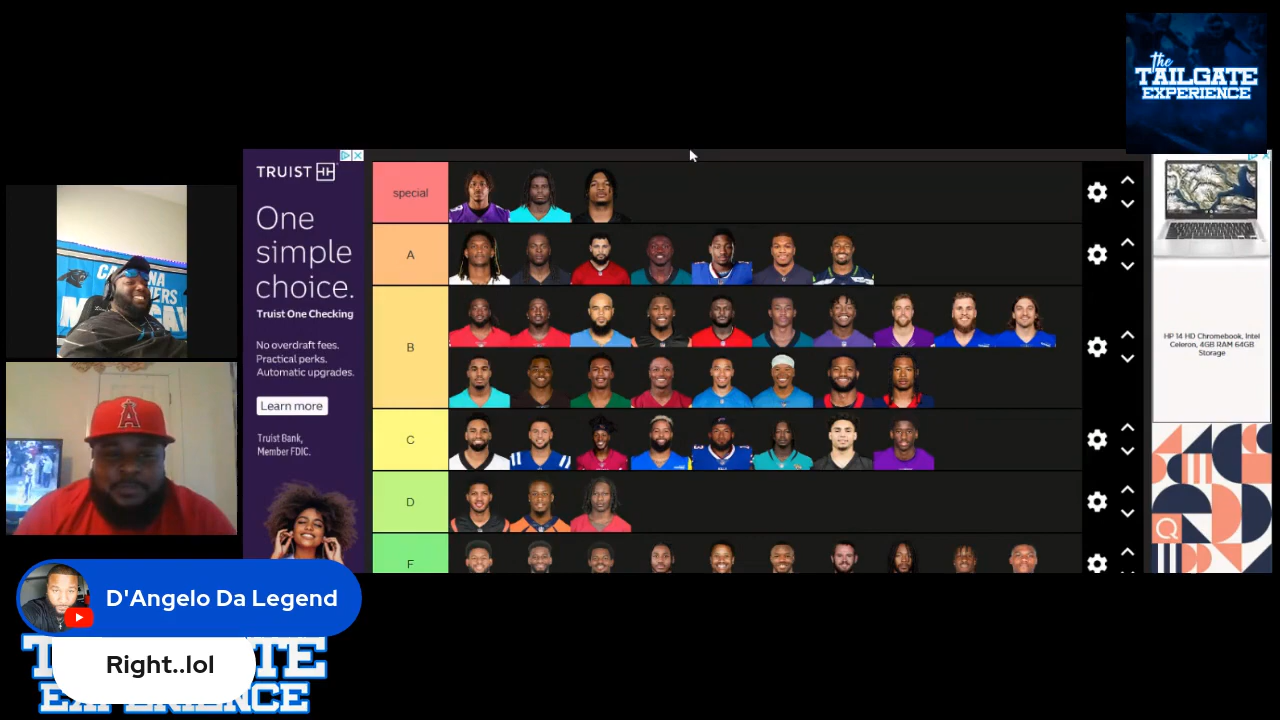 the
TAILGATE
EXPERIENCE
TRUIST
One
simple
choice.
Truist One Checking
No overdraft fees.
Practical perks.
Automatic upgrades.
Learn more
Truist Bank,
Member FDIC.
special
A
B
C
D
F
HP 14 HD Chromebook, Intel
Celeron, 4GB RAM 64GB
Storage
Q
D'Angelo Da Legend
Right..lol